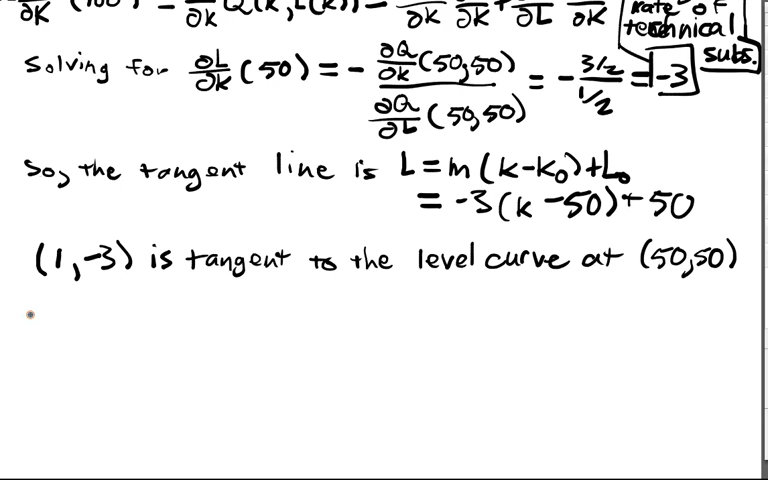 ∂K (100) = ∂/∂K Q(K, L(K)) = ∂K ∂K + ∂L ∂K
rate of
technical
subs.
Solving for ∂L/∂K (50) = - ∂Q/∂K (50,50) / ∂Q/∂L (50,50) = - 3/2 / 1/2 = -3
So, the tangent line is L = m(k-k₀)+L₀
= -3(k-50)+50
(1,-3) is tangent to the level curve at (50,50)